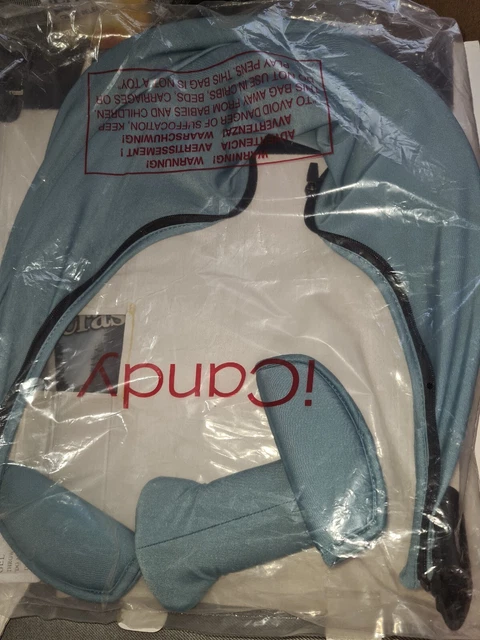 iCandy
WARNING! WARNUNG!
ADVERTENCIA AVERTISSEMENT !
AVERTENZA! WAARSCHUWING!
TO AVOID DANGER OF SUFFOCATION, KEEP
THIS BAG AWAY FROM BABIES AND CHILDREN.
DO NOT USE IN CRIBS, BEDS, CARRIAGES OR
PLAY PENS. THIS BAG IS NOT A TOY.